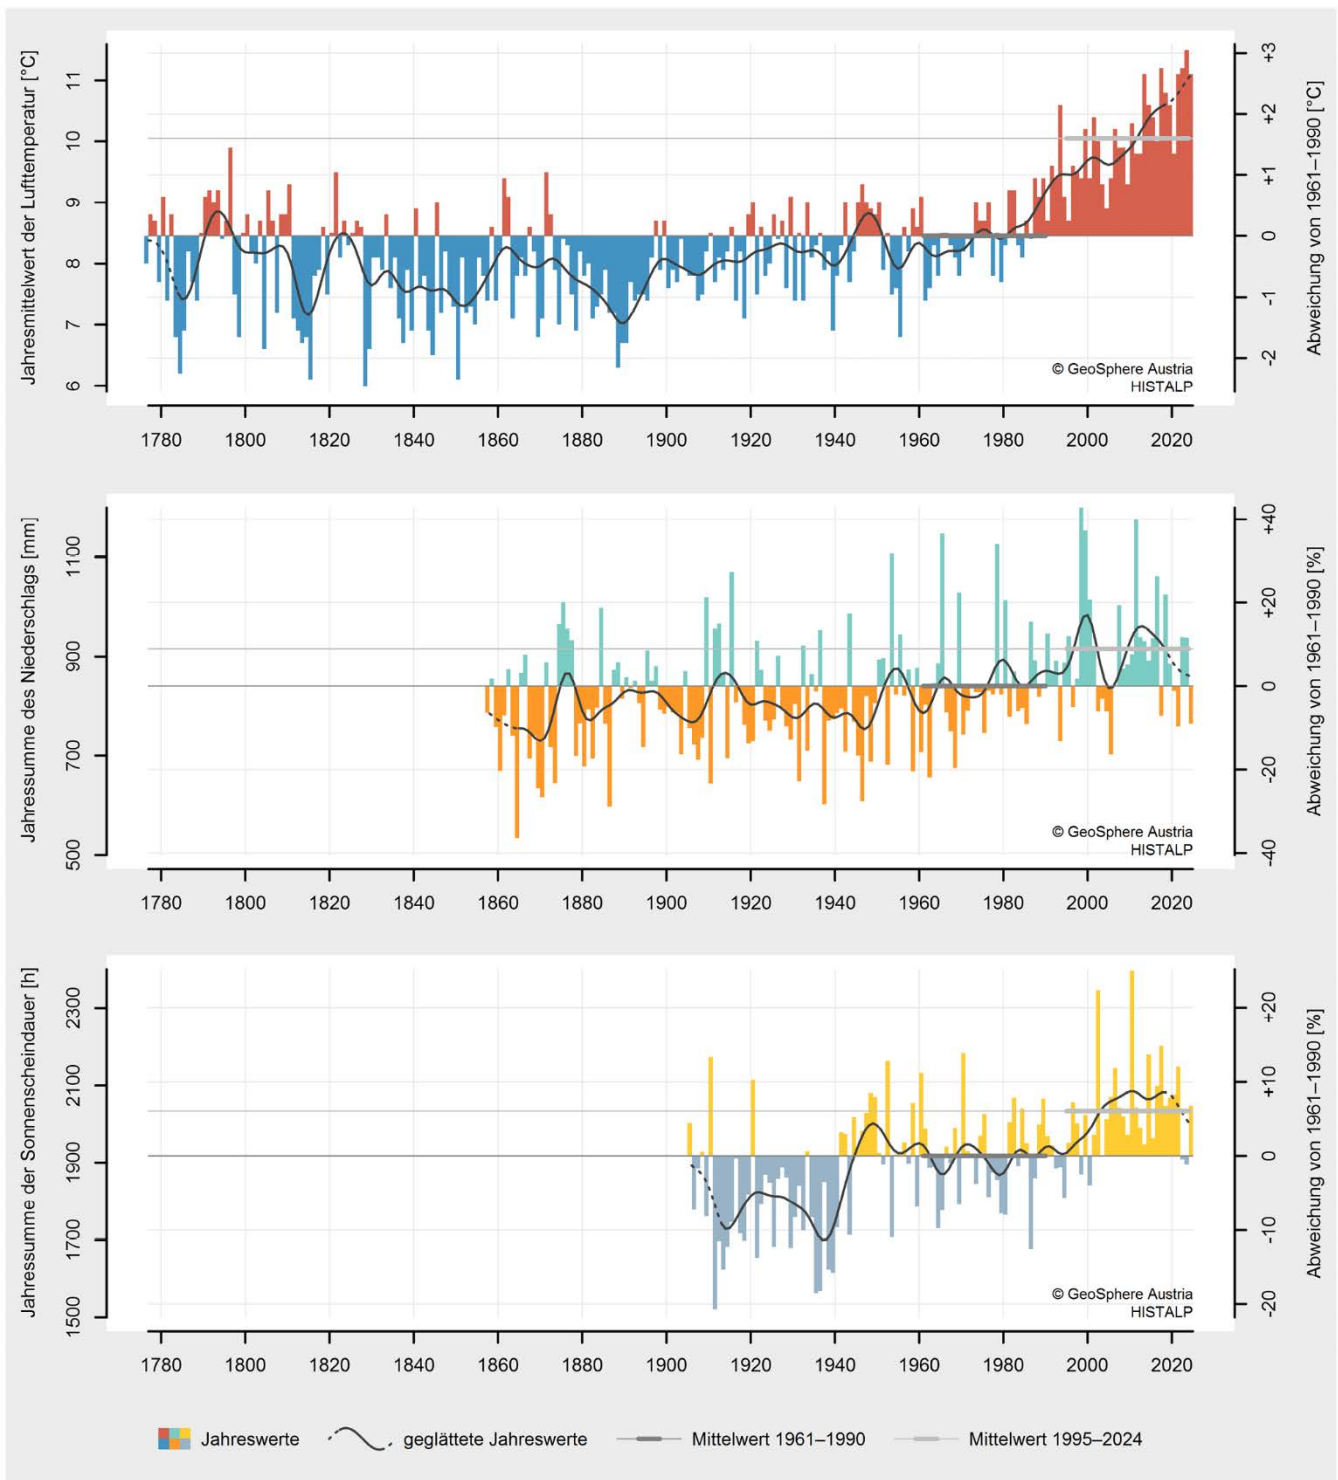 Jahresmittelwert der Lufttemperatur [°C]
11
10
9
8
7
6
+3
+2
+1
0
-1
-2
Abweichung von 1961–1990 [°C]
© GeoSphere Austria
HISTALP
1780 1800 1820 1840 1860 1880 1900 1920 1940 1960 1980 2000 2020
Jahressumme des Niederschlags [mm]
1100
900
700
500
+40
+20
0
-20
-40
Abweichung von 1961–1990 [%]
© GeoSphere Austria
HISTALP
1780 1800 1820 1840 1860 1880 1900 1920 1940 1960 1980 2000 2020
Jahressumme der Sonnenscheindauer [h]
2300
2100
1900
1700
1500
+20
+10
0
-10
-20
Abweichung von 1961–1990 [%]
© GeoSphere Austria
HISTALP
1780 1800 1820 1840 1860 1880 1900 1920 1940 1960 1980 2000 2020
Jahreswerte geglättete Jahreswerte Mittelwert 1961–1990 Mittelwert 1995–2024